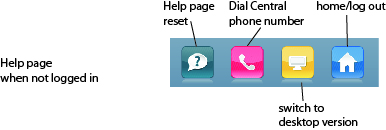 Help page
reset
Dial Central
phone number
home/log out
Help page
when not logged in
switch to
desktop version